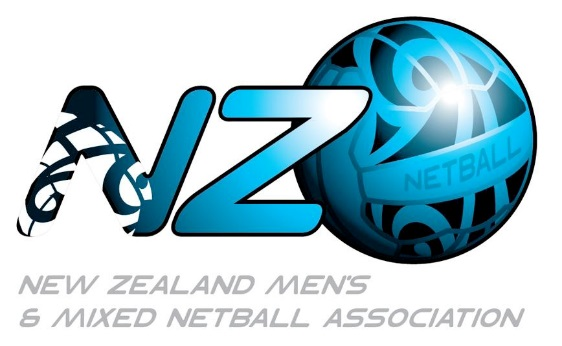 NZ
NETBALL
NEW ZEALAND MEN'S
& MIXED NETBALL ASSOCIATION